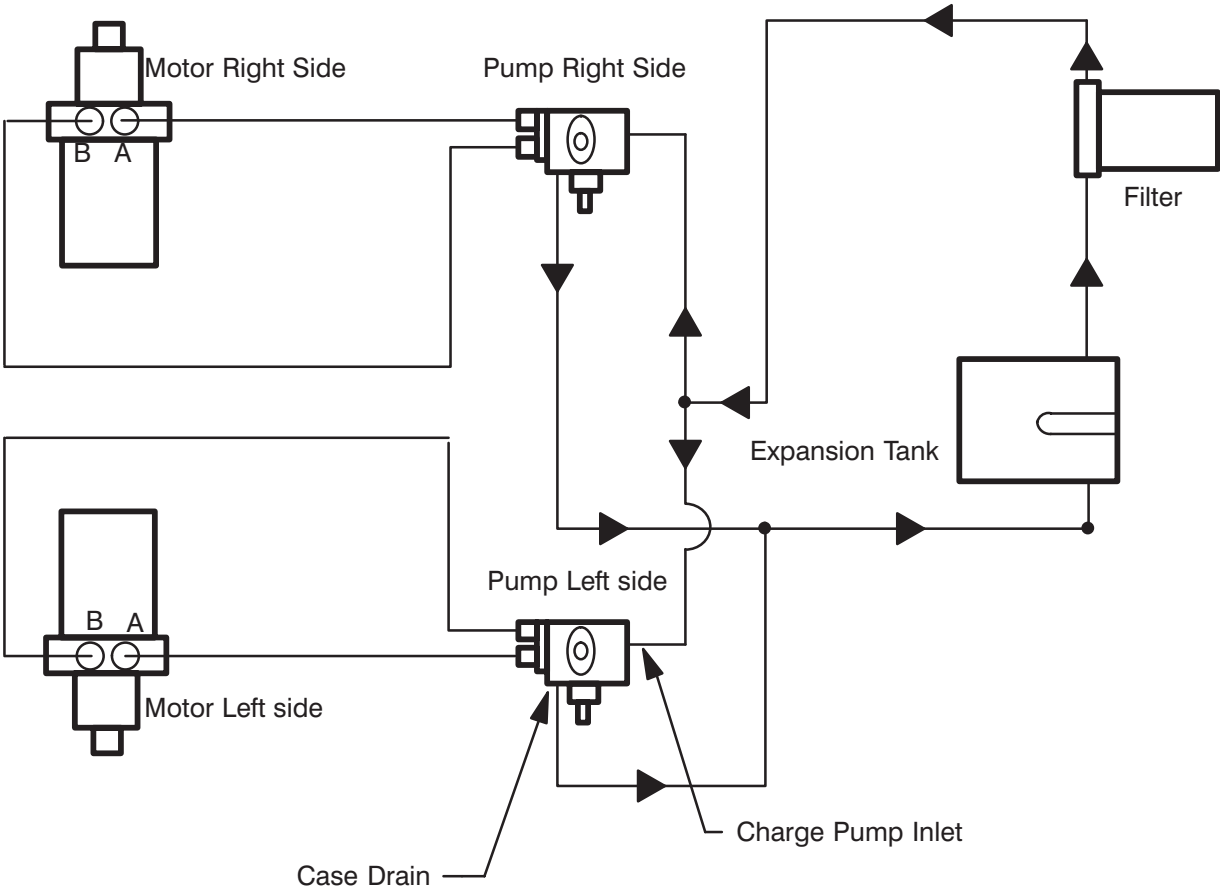 Motor Right Side
Pump Right Side
B A
Filter
Expansion Tank
Pump Left side
B A
Motor Left side
Charge Pump Inlet
Case Drain